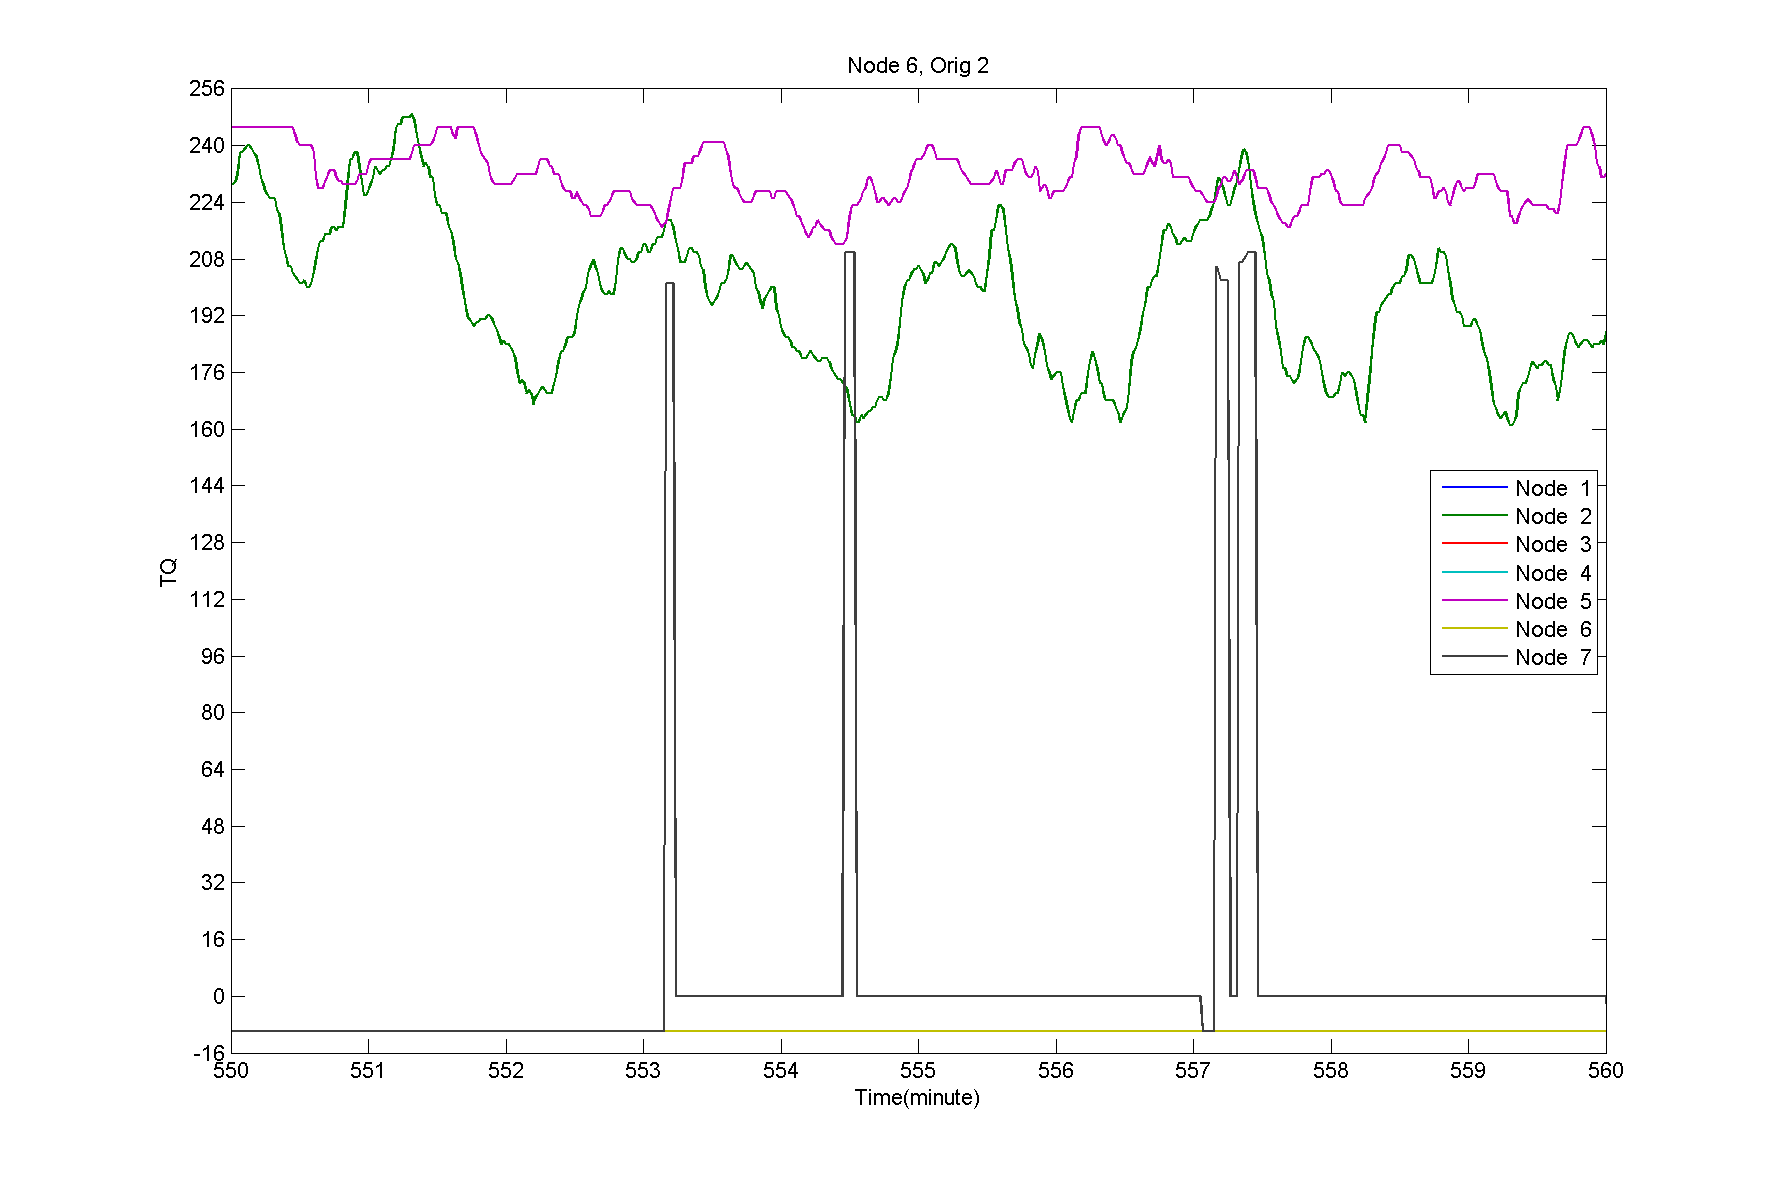 Node 6, Orig 2
256
240
224
208
192
176
160
144
128
112
96
80
64
48
32
16
0
-16
TQ
Node 1
Node 2
Node 3
Node 4
Node 5
Node 6
Node 7
550 551 552 553 554 555 556 557 558 559 560
Time(minute)